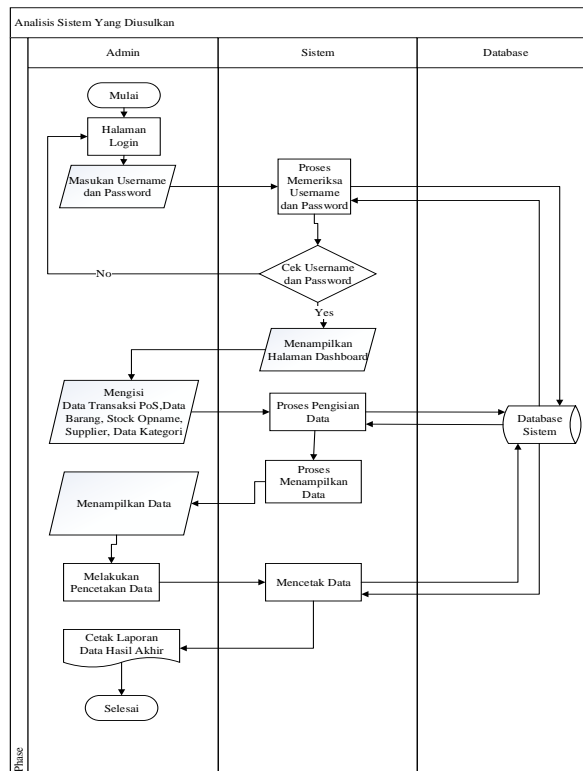 Analisis Sistem Yang Diusulkan
Admin
Sistem
Database
Mulai
Halaman
Login
Masukan Username
dan Password
Proses
Memeriksa
Username
dan Password
Cek Username
dan Password
No
Yes
Menampilkan
Halaman Dashboard
Mengisi
Data Transaksi PoS,Data
Barang, Stock Opname,
Supplier, Data Kategori
Proses Pengisian
Data
Database
Sistem
Proses
Menampilkan
Data
Menampilkan Data
Melakukan
Pencetakan Data
Mencetak Data
Cetak Laporan
Data Hasil Akhir
Selesai
Phase